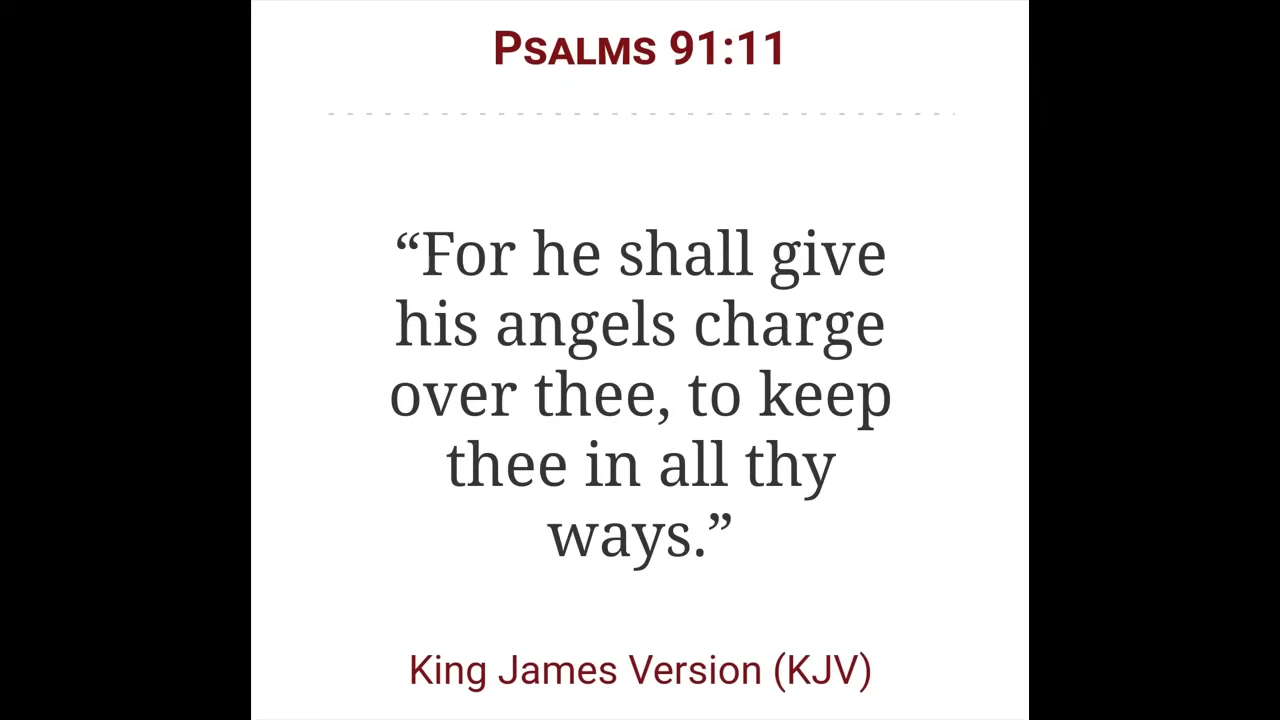 PSALMS 91:11
“For he shall give
his angels charge
over thee, to keep
thee in all thy
ways.”
King James Version (KJV)